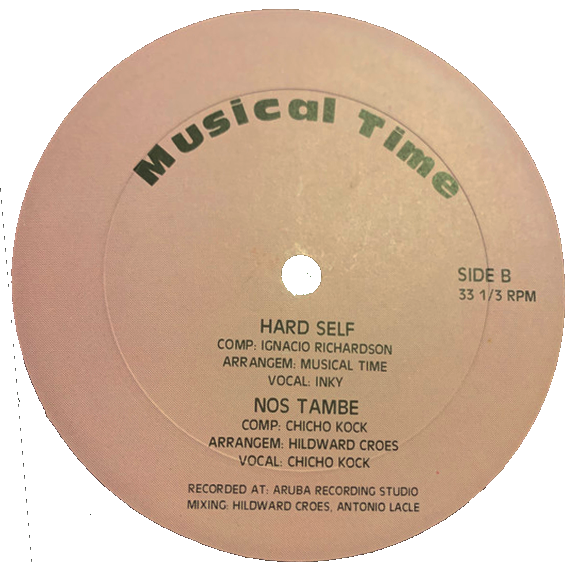 Musical Time
SIDE B
33 1/3 RPM
HARD SELF
COMP: IGNACIO RICHARDSON
ARRANGEM: MUSICAL TIME
VOCAL: INKY
NOS TAMBE
COMP: CHICHO KOCK
ARRANGEM: HILDWARD CROES
VOCAL: CHICHO KOCK
RECORDED AT: ARUBA RECORDING STUDIO
MIXING: HILDWARD CROES, ANTONIO LACLE